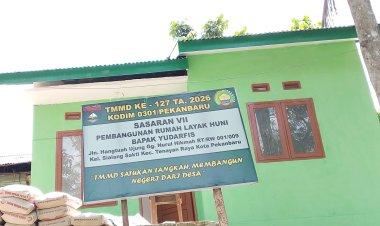 TMMD KE - 127 TA. 2026
KODIM 0301/PEKANBARU
SASARAN VII
PEMBANGUNAN RUMAH LAYAK HUNI
BAPAK YUDARFIS
Jln. Hangtuah Ujung Gg. Nurul Hikmah RT/RW 001/009
Kel. Sialang Sakti Kec. Tenayan Raya Kota Pekanbaru
TMMD SATUKAN LANGKAH, MEMBANGUN
NEGERI DARI DESA